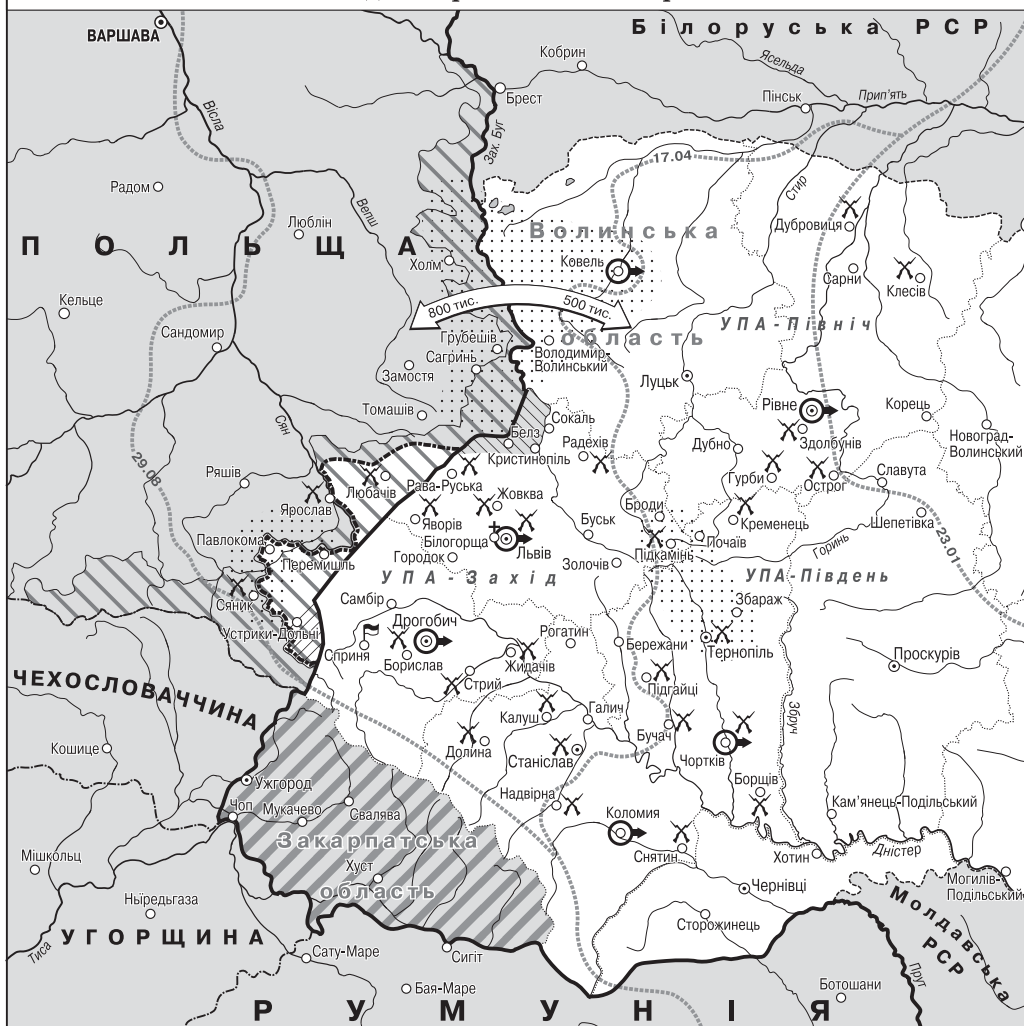 Білоруська РСР
ВАРШАВА
Кобрин
Ясельда
Брест
Пінськ
Прип'ять
Вісла
Зах. Буг
17.04
Стир
Радом
Люблін
Вепш
Дубровиця
ПОЛЬЩА
Волинська
область
Холм
Ковель
Сарни
Клесів
Кельце
800 тис.
500 тис.
УПА-Північ
Сандомир
Грубешів
Сагринь
Замостя
Володимир-
Волинський
Луцьк
Рівне
Корець
Томашів
Сян
Сокаль
Белз
Радехів
Кристинопіль
Дубно
Здолбунів
Новоград-
Волинський
29.08
Ряшів
Любачів
Рава-Руська
Гурби
Острог
Славута
Ярослав
Жовква
Яворів
Буськ
Броди
Кременець
Шепетівка
Павлокома
Білогорща
Львів
Почаїв
Перемишль
Городок
Золочів
Підкамінь
Горинь
23.01
УПА-Захід
УПА-Південь
Сяник
Самбір
Збараж
Устрики-Дольні
Дрогобич
Рогатин
Бережани
Тернопіль
Сприня
Борислав
Жидачів
Проскурів
ЧЕХОСЛОВАЧЧИНА
Стрий
Підгайці
Калуш
Галич
Збруч
Кошице
Долина
Станіслав
Бучач
Чортків
Ужгород
Борщів
Чоп
Мукачево
Свалява
Надвірна
Коломия
Кам'янець-Подільський
Закарпатська
область
Мішкольц
Хуст
Снятин
Хотин
Дністер
Ньїредьгаза
Чернівці
Могилів-
Подільський
УГОРЩИНА
Сторожинець
Молдавська
РСР
Тиса
Сату-Маре
Сигіт
Прут
Бая-Маре
Ботошани
РУМУНІЯ